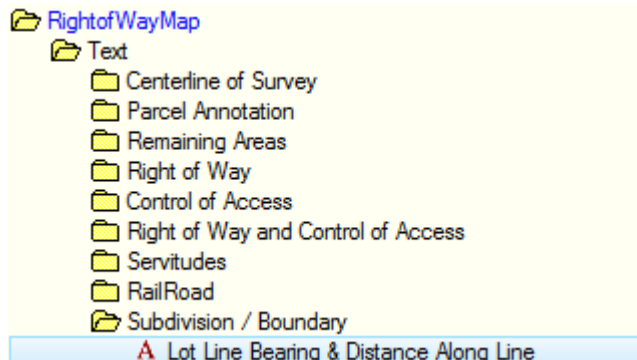 RightofWayMap
Text
Centerline of Survey
Parcel Annotation
Remaining Areas
Right of Way
Control of Access
Right of Way and Control of Access
Servitudes
RailRoad
Subdivision / Boundary
A Lot Line Bearing & Distance Along Line